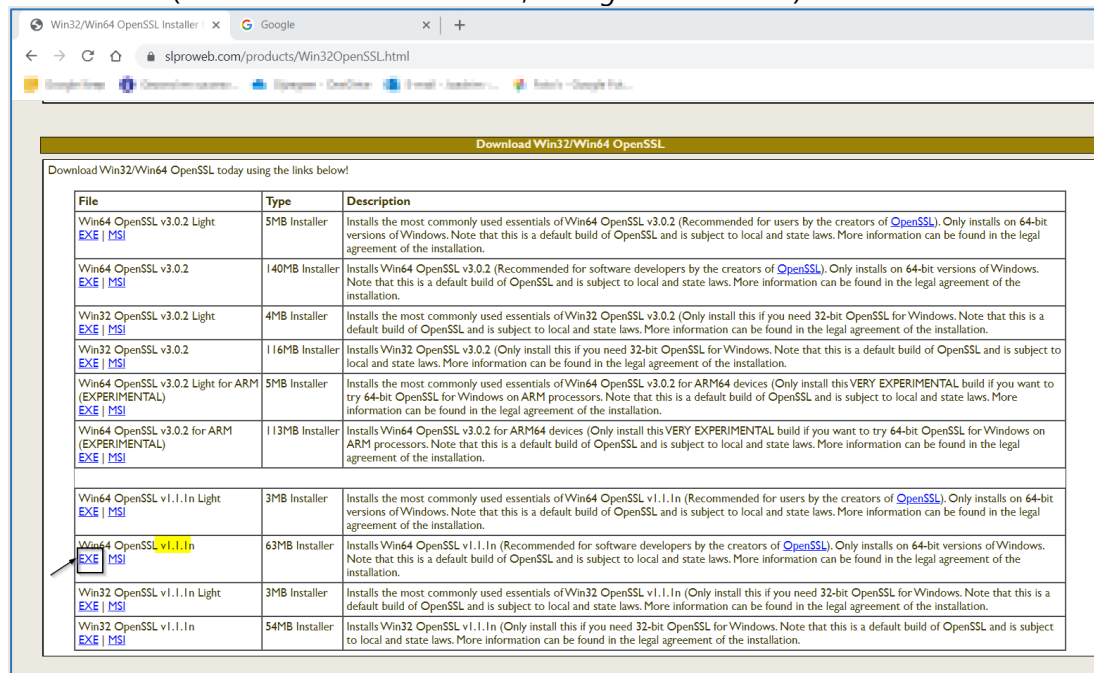 Win32/Win64 OpenSSL Installer
Google
slproweb.com/products/Win32OpenSSL.html
Download Win32/Win64 OpenSSL
Download Win32/Win64 OpenSSL today using the links below!
File Type Description
Win64 OpenSSL v3.0.2 Light
EXE | MSI
5MB Installer
Installs the most commonly used essentials of Win64 OpenSSL v3.0.2 (Recommended for users by the creators of OpenSSL). Only installs on 64-bit
versions of Windows. Note that this is a default build of OpenSSL and is subject to local and state laws. More information can be found in the legal
agreement of the installation.
Win64 OpenSSL v3.0.2
EXE | MSI
140MB Installer
Installs Win64 OpenSSL v3.0.2 (Recommended for software developers by the creators of OpenSSL). Only installs on 64-bit versions of Windows.
Note that this is a default build of OpenSSL and is subject to local and state laws. More information can be found in the legal agreement of the
installation.
Win32 OpenSSL v3.0.2 Light
EXE | MSI
4MB Installer
Installs the most commonly used essentials of Win32 OpenSSL v3.0.2 (Only install this if you need 32-bit OpenSSL for Windows. Note that this is a
default build of OpenSSL and is subject to local and state laws. More information can be found in the legal agreement of the installation.
Win32 OpenSSL v3.0.2
EXE | MSI
116MB Installer
Installs Win32 OpenSSL v3.0.2 (Only install this if you need 32-bit OpenSSL for Windows. Note that this is a default build of OpenSSL and is subject to
local and state laws. More information can be found in the legal agreement of the installation.
Win64 OpenSSL v3.0.2 Light for ARM
(EXPERIMENTAL)
EXE | MSI
5MB Installer
Installs the most commonly used essentials of Win64 OpenSSL v3.0.2 for ARM64 devices (Only install this VERY EXPERIMENTAL build if you want to
try 64-bit OpenSSL for Windows on ARM processors. Note that this is a default build of OpenSSL and is subject to local and state laws. More
information can be found in the legal agreement of the installation.
Win64 OpenSSL v3.0.2 for ARM
(EXPERIMENTAL)
EXE | MSI
113MB Installer
Installs Win64 OpenSSL v3.0.2 for ARM64 devices (Only install this VERY EXPERIMENTAL build if you want to try 64-bit OpenSSL for Windows on
ARM processors. Note that this is a default build of OpenSSL and is subject to local and state laws. More information can be found in the legal
agreement of the installation.
Win64 OpenSSL v1.1.1n Light
EXE | MSI
3MB Installer
Installs the most commonly used essentials of Win64 OpenSSL v1.1.1n (Recommended for users by the creators of OpenSSL). Only installs on 64-bit
versions of Windows. Note that this is a default build of OpenSSL and is subject to local and state laws. More information can be found in the legal
agreement of the installation.
Win64 OpenSSL v1.1.1n
EXE | MSI
63MB Installer
Installs Win64 OpenSSL v1.1.1n (Recommended for software developers by the creators of OpenSSL). Only installs on 64-bit versions of Windows.
Note that this is a default build of OpenSSL and is subject to local and state laws. More information can be found in the legal agreement of the
installation.
Win32 OpenSSL v1.1.1n Light
EXE | MSI
3MB Installer
Installs the most commonly used essentials of Win32 OpenSSL v1.1.1n (Only install this if you need 32-bit OpenSSL for Windows. Note that this is a
default build of OpenSSL and is subject to local and state laws. More information can be found in the legal agreement of the installation.
Win32 OpenSSL v1.1.1n
EXE | MSI
54MB Installer
Installs Win32 OpenSSL v1.1.1n (Only install this if you need 32-bit OpenSSL for Windows. Note that this is a default build of OpenSSL and is subject
to local and state laws. More information can be found in the legal agreement of the installation.